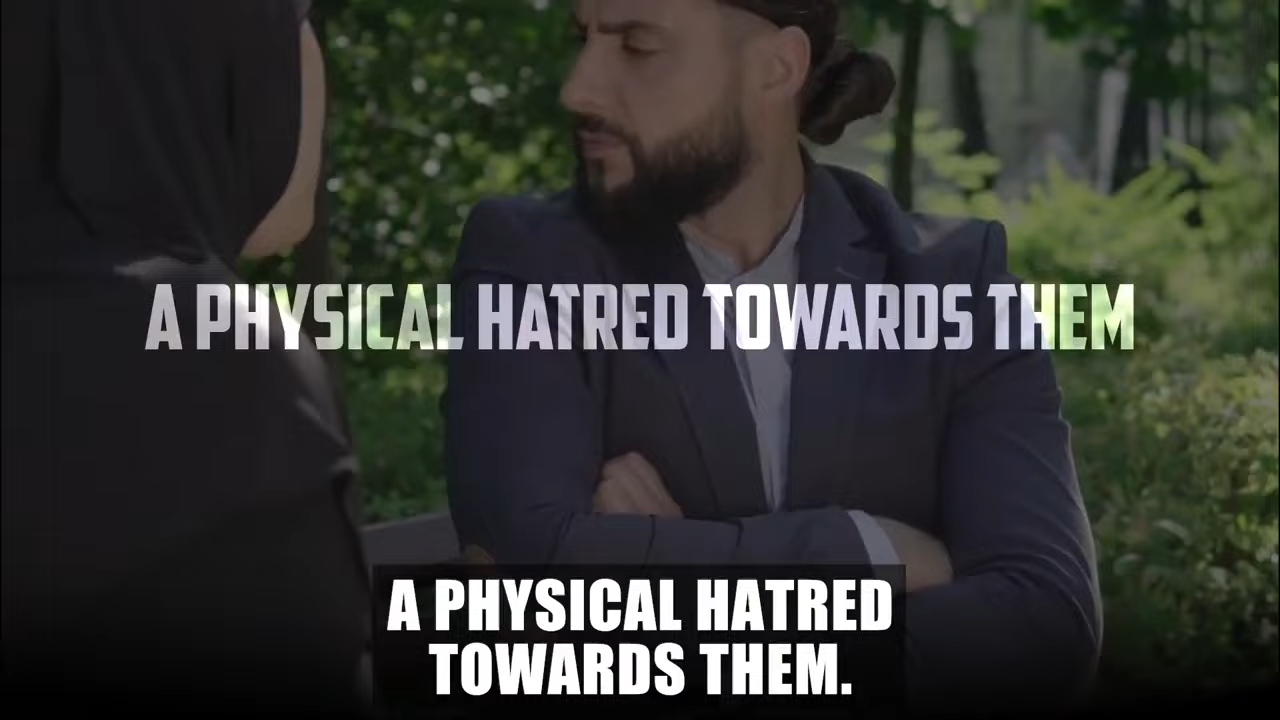 A PHYSICAL HATRED TOWARDS THEM
A PHYSICAL HATRED
TOWARDS THEM.